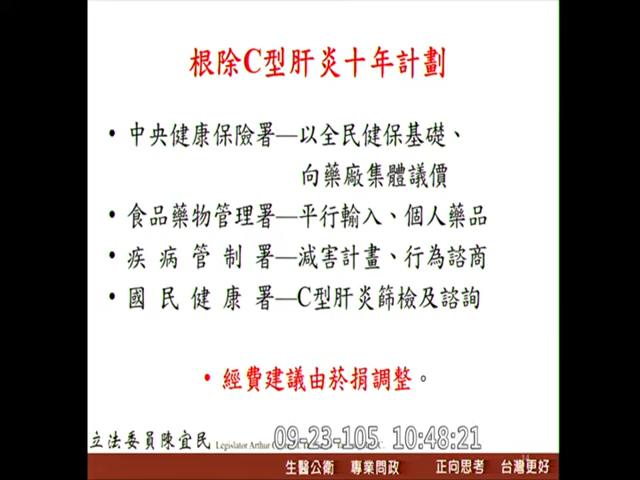 根除C型肝炎十年計劃
• 中央健康保險署—以全民健保基礎、
向藥廠集體議價
• 食品藥物管理署—平行輸入、個人藥品
• 疾病管制署—減害計畫、行為諮商
• 國民健康署—C型肝炎篩檢及諮詢
• 經費建議由菸捐調整。
立法委員陳宜民 Legislator Arthur C
09-23-105 10:48:21
生醫公衛 專業問政 正向思考 台灣更好